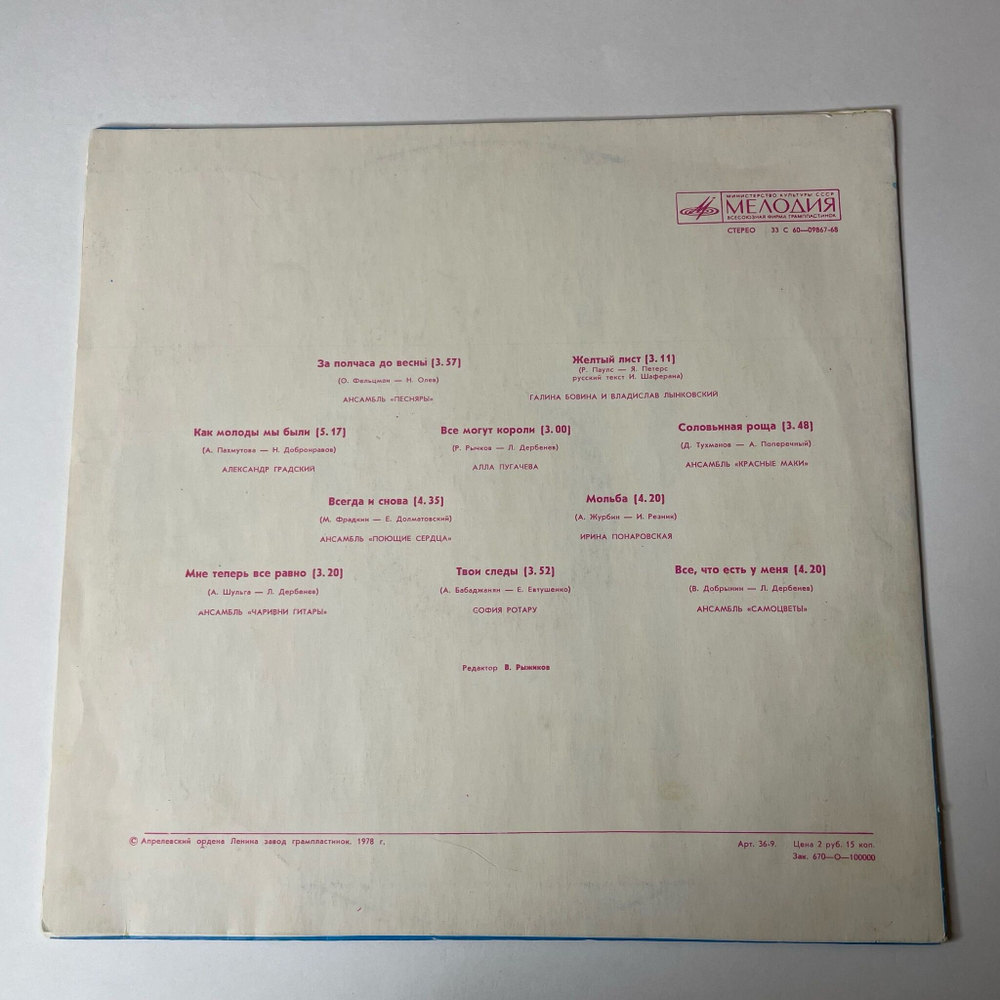 МИНИСТЕРСТВО КУЛЬТУРЫ СССР
МЕЛОДИЯ
ВСЕСОЮЗНАЯ ФИРМА ГРАМПЛАСТИНОК
СТЕРЕО 33 С 60—09867-68
За полчаса до весны (3.57)
(О. Фельцман — Н. Олев)
АНСАМБЛЬ «ПЕСНЯРЫ»
Желтый лист (3.11)
(Р. Паулс — Я. Петерс
русский текст И. Шаферана)
ГАЛИНА БОВИНА И ВЛАДИСЛАВ ЛЫНКОВСКИЙ
Как молоды мы были (5.17)
(А. Пахмутова — Н. Добронравов)
АЛЕКСАНДР ГРАДСКИЙ
Все могут короли (3.00)
(Р. Рычков — Л. Дербенев)
АЛЛА ПУГАЧЕВА
Соловьиная роща (3.48)
(Д. Тухманов — А. Поперечный)
АНСАМБЛЬ «КРАСНЫЕ МАКИ»
Всегда и снова (4.35)
(М. Фрадкин — Е. Долматовский)
АНСАМБЛЬ «ПОЮЩИЕ СЕРДЦА»
Мольба (4.20)
(А. Журбин — И. Резник)
ИРИНА ПОНАРОВСКАЯ
Мне теперь все равно (3.20)
(А. Шульга — Л. Дербенев)
АНСАМБЛЬ «ЧАРИВНИ ГИТАРЫ»
Твои следы (3.52)
(А. Бабаджанян — Е. Евтушенко)
СОФИЯ РОТАРУ
Все, что есть у меня (4.20)
(В. Добрынин — Л. Дербенев)
АНСАМБЛЬ «САМОЦВЕТЫ»
Редактор В. Рыжиков
© Апрелевский ордена Ленина завод грампластинок. 1978 г,
Арт. 36-9. Цена 2 руб. 15 коп.
Зак. 670—О—100000